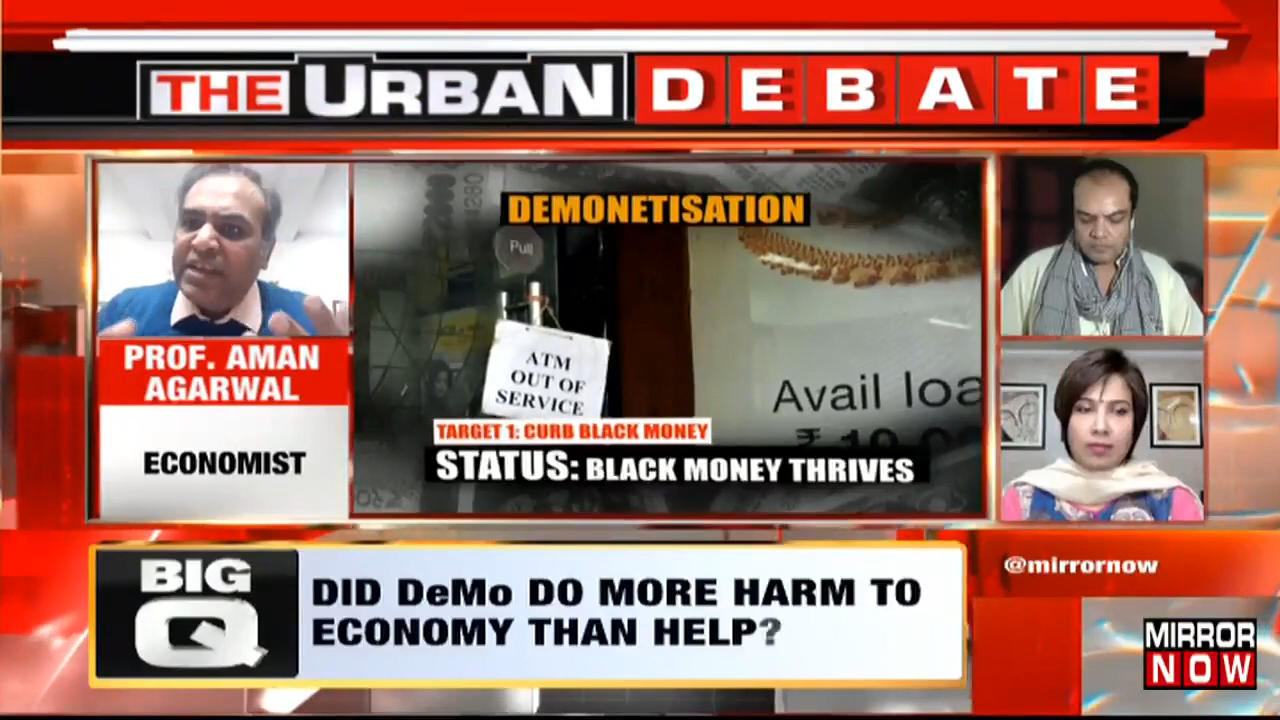 THE URBAN DEBATE
PROF. AMAN
AGARWAL
ECONOMIST
DEMONETISATION
Pull
ATM
OUT OF
SERVICE
Avail loa
TARGET 1: CURB BLACK MONEY
STATUS: BLACK MONEY THRIVES
BIG
Q
DID DeMo DO MORE HARM TO
ECONOMY THAN HELP?
@mirrornow
MIRROR
NOW